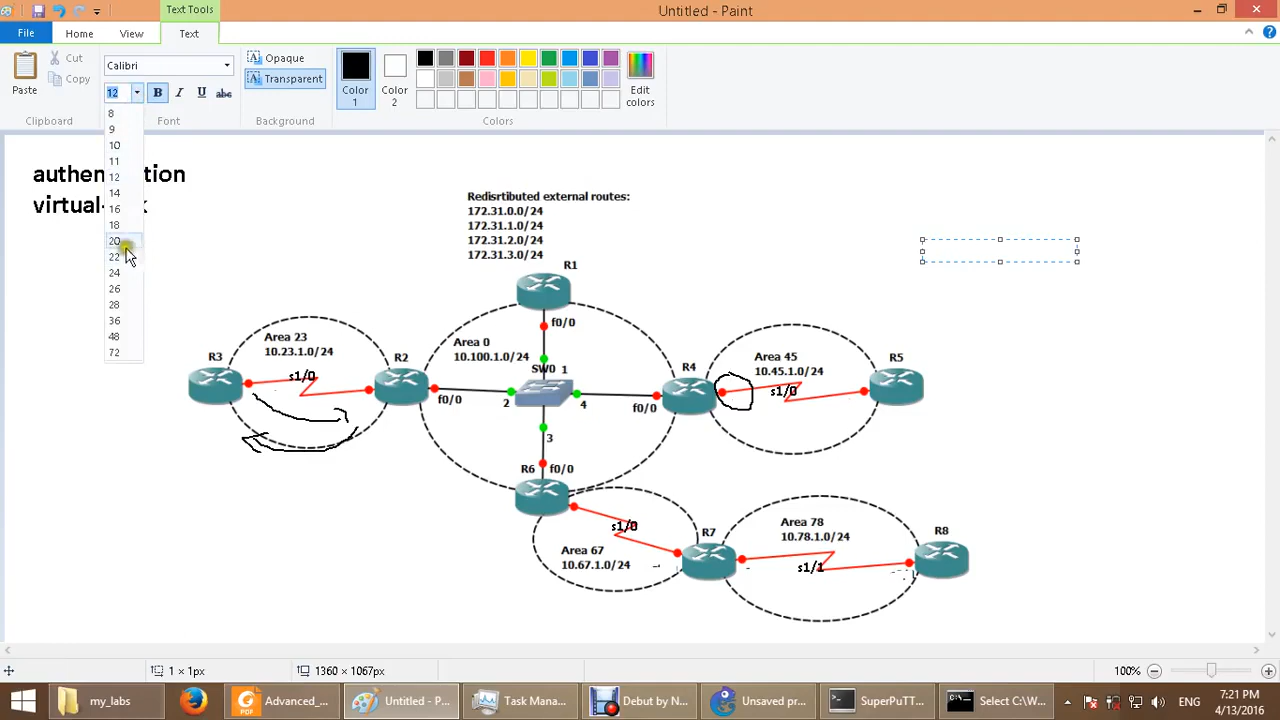 Untitled - Paint
Text Tools
File
Home
View
Text
Paste
Cut
Copy
Clipboard
Calibri
12
B I U abc
Font
Opaque
Transparent
Background
Color 1
Color 2
Edit colors
Colors
8
9
10
11
12
14
16
18
20
22
24
26
28
36
48
72
Redisrtibuted external routes:
172.31.0.0/24
172.31.1.0/24
172.31.2.0/24
172.31.3.0/24
R1
f0/0
Area 23
10.23.1.0/24
R3
s1/0
R2
f0/0
Area 0
10.100.1.0/24
SW0 1
2
4
3
R4
f0/0
Area 45
10.45.1.0/24
s1/0
R5
R6
f0/0
s1/0
Area 67
10.67.1.0/24
R7
Area 78
10.78.1.0/24
s1/1
R8
1 × 1px
1360 × 1067px
100%
my_labs
Advanced_...
Untitled - Paint
Task Mana...
Debut by N...
Unsaved pr...
SuperPuTT...
Select C:\W...
ENG
7:21 PM
4/13/2016